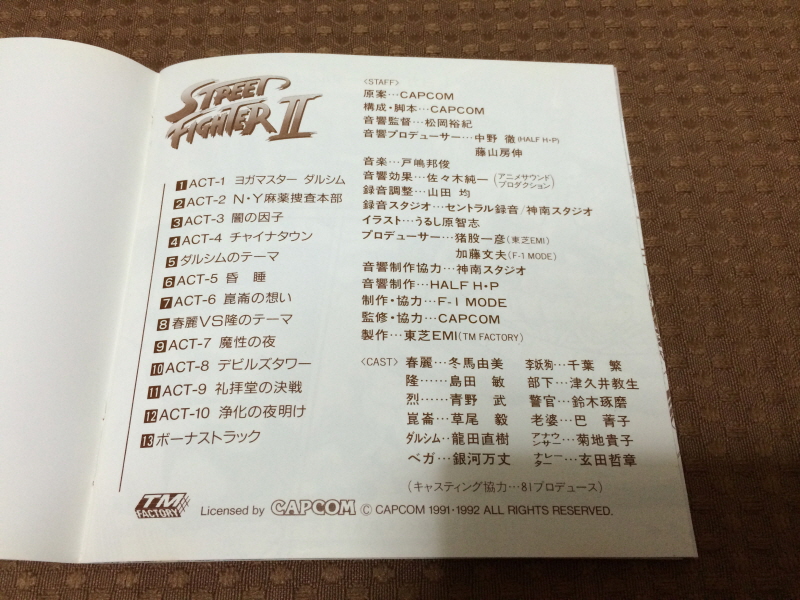 STREET
FIGHTER II
1 ACT-1 ヨガマスター ダルシム
2 ACT-2 N・Y麻薬捜査本部
3 ACT-3 闇の因子
4 ACT-4 チャイナタウン
5 ダルシムのテーマ
6 ACT-5 昏 睡
7 ACT-6 崑崙の想い
8 春麗VS隆のテーマ
9 ACT-7 魔性の夜
10 ACT-8 デビルズタワー
11 ACT-9 礼拝堂の決戦
12 ACT-10 浄化の夜明け
13 ボーナストラック
〈STAFF〉
原案…CAPCOM
構成・脚本…CAPCOM
音響監督…松岡裕紀
音響プロデューサー…中野 徹(HALF H・P)
藤山房伸
音楽…戸嶋邦俊
音響効果…佐々木純一(アニメサウンドプロダクション)
録音調整…山田 均
録音スタジオ…セントラル録音/神南スタジオ
イラスト…うるし原智志
プロデューサー…猪股一彦(東芝EMI)
加藤文夫(F-1 MODE)
音響制作協力…神南スタジオ
音響制作…HALF H・P
制作・協力…F-1 MODE
監修・協力…CAPCOM
製作…東芝EMI(TM FACTORY)
〈CAST〉 春麗…冬馬由美 李妖狗…千葉 繁
隆……島田 敏 部下…津久井教生
烈……青野 武 警官…鈴木琢磨
崑崙…草尾 毅 老婆…巴 菁子
ダルシム…龍田直樹 アナウンサー…菊地貴子
ベガ…銀河万丈 ナレーター…玄田哲章
(キャスティング協力…81プロデュース)
TM FACTORY Licensed by CAPCOM © CAPCOM 1991・1992 ALL RIGHTS RESERVED.